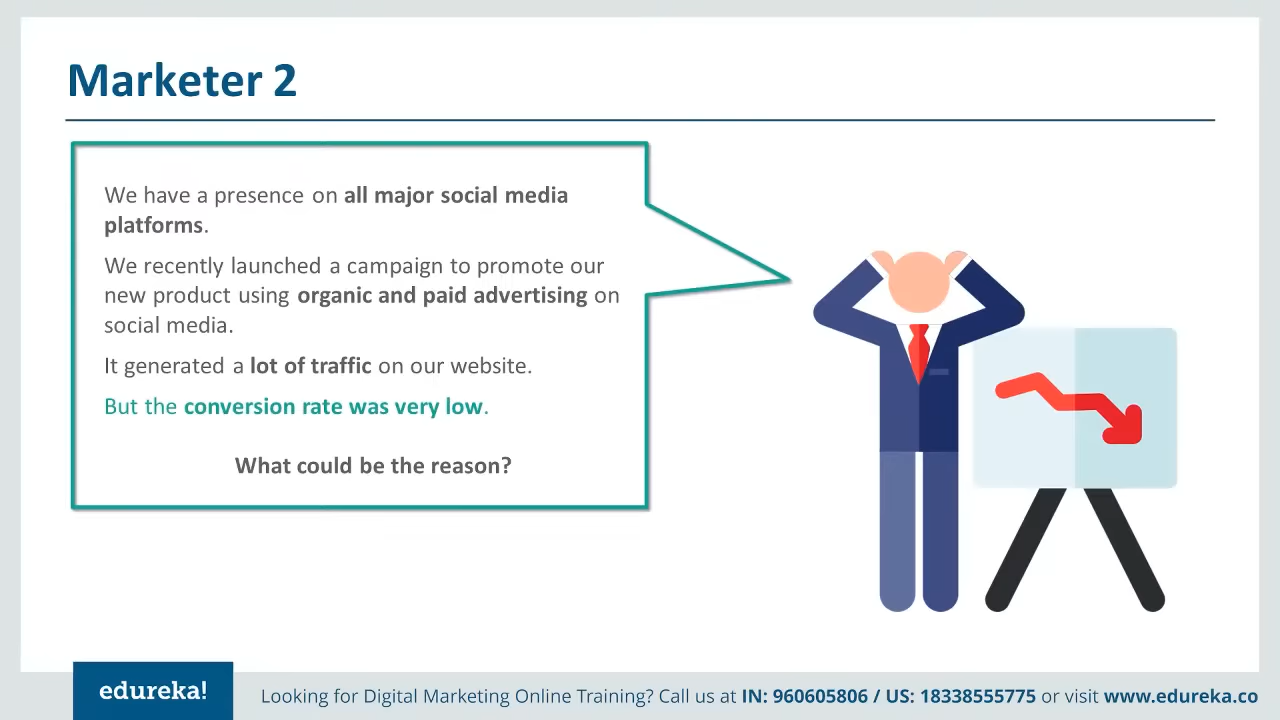 Marketer 2
We have a presence on all major social media
platforms.
We recently launched a campaign to promote our
new product using organic and paid advertising on
social media.
It generated a lot of traffic on our website.
But the conversion rate was very low.
What could be the reason?
edureka!
Looking for Digital Marketing Online Training? Call us at IN: 960605806 / US: 18338555775 or visit www.edureka.co